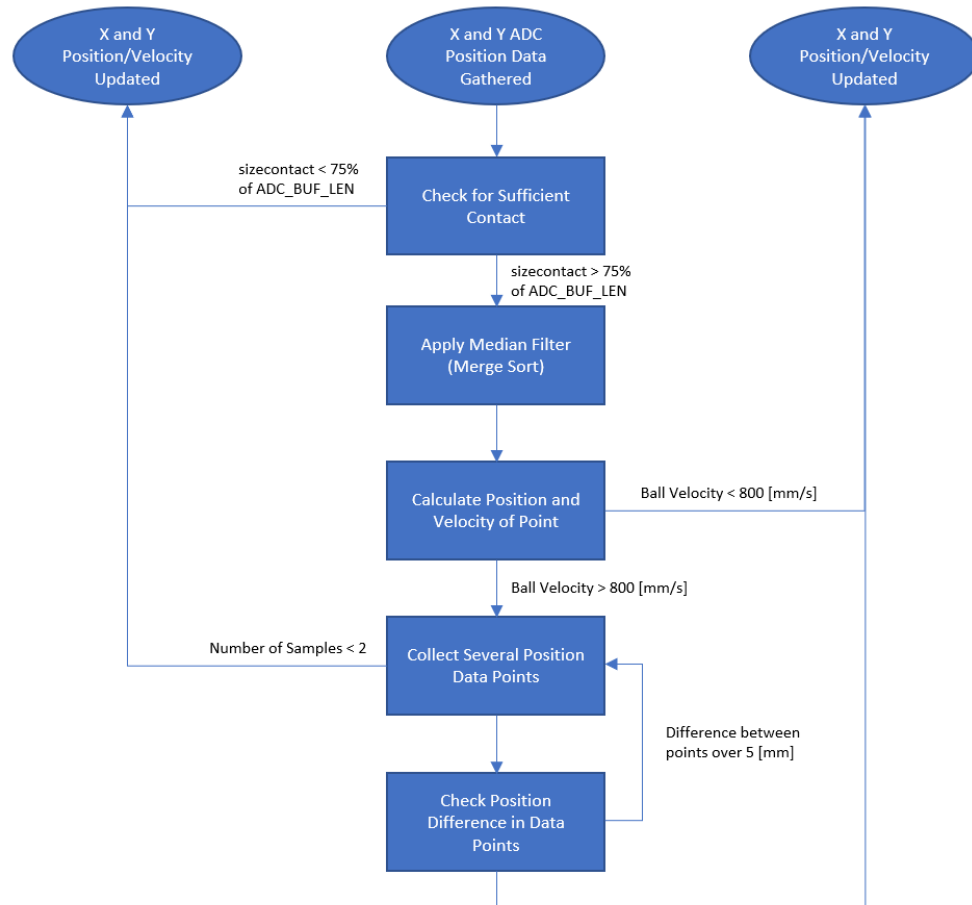 X and Y
Position/Velocity
Updated
X and Y ADC
Position Data
Gathered
X and Y
Position/Velocity
Updated
sizecontact < 75%
of ADC_BUF_LEN
Check for Sufficient
Contact
sizecontact > 75%
of ADC_BUF_LEN
Apply Median Filter
(Merge Sort)
Calculate Position and
Velocity of Point
Ball Velocity < 800 [mm/s]
Ball Velocity > 800 [mm/s]
Number of Samples < 2
Collect Several Position
Data Points
Difference between
points over 5 [mm]
Check Position
Difference in Data
Points